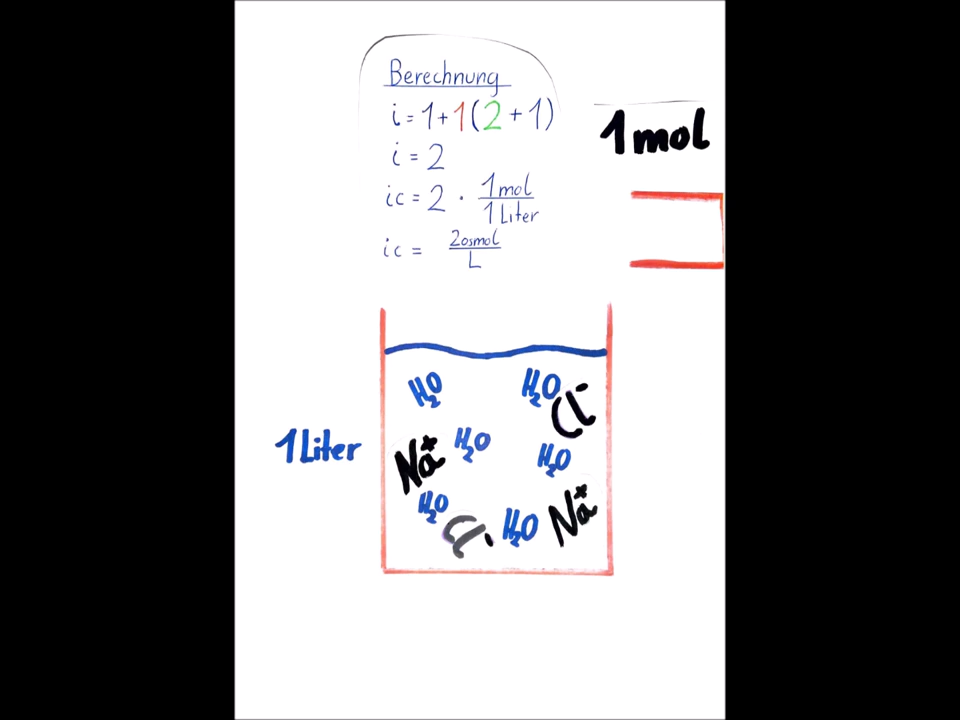 Berechnung
i = 1 + 1 (2 + 1)
i = 2
ic = 2 · 1 mol / 1 Liter
ic = 2 osmol / L
1 mol
H₂O
H₂O
Cl⁻
1 Liter
Na⁺
H₂O
H₂O
H₂O
Cl⁻
H₂O
Na⁺